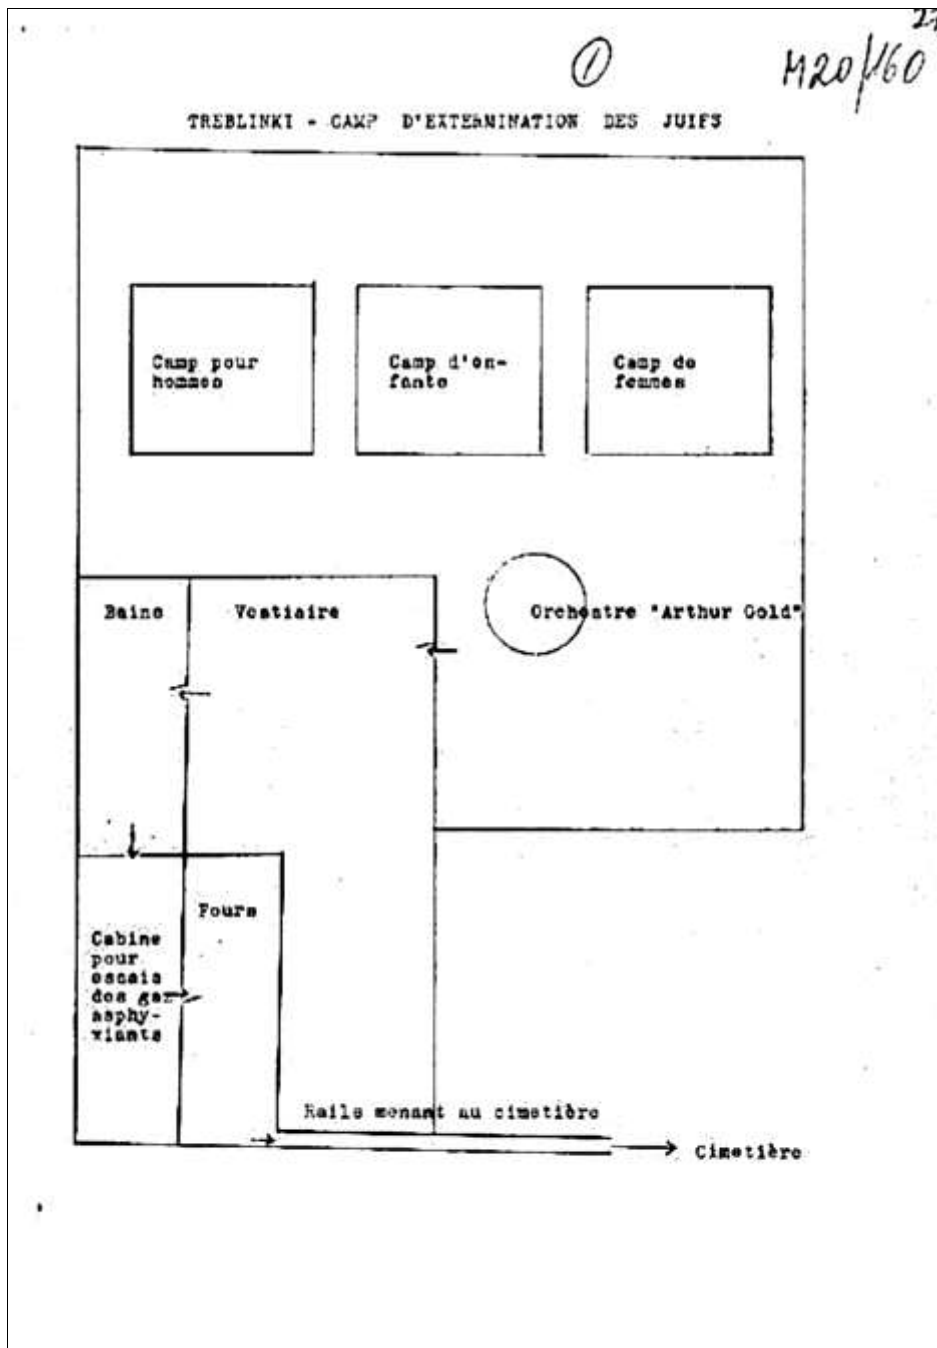 27
①
M20/160
TREBLINKI - CAMP D'EXTERMINATION DES JUIFS
Camp pour
hommes
Camp d'en-
fants
Camp de
femmes
Bains
Vestiaire
Orchestre "Arthur Gold"
Fours
Cabine
pour
essais
des gaz
asphy-
xiants
Rails menant au cimetière
Cimetière